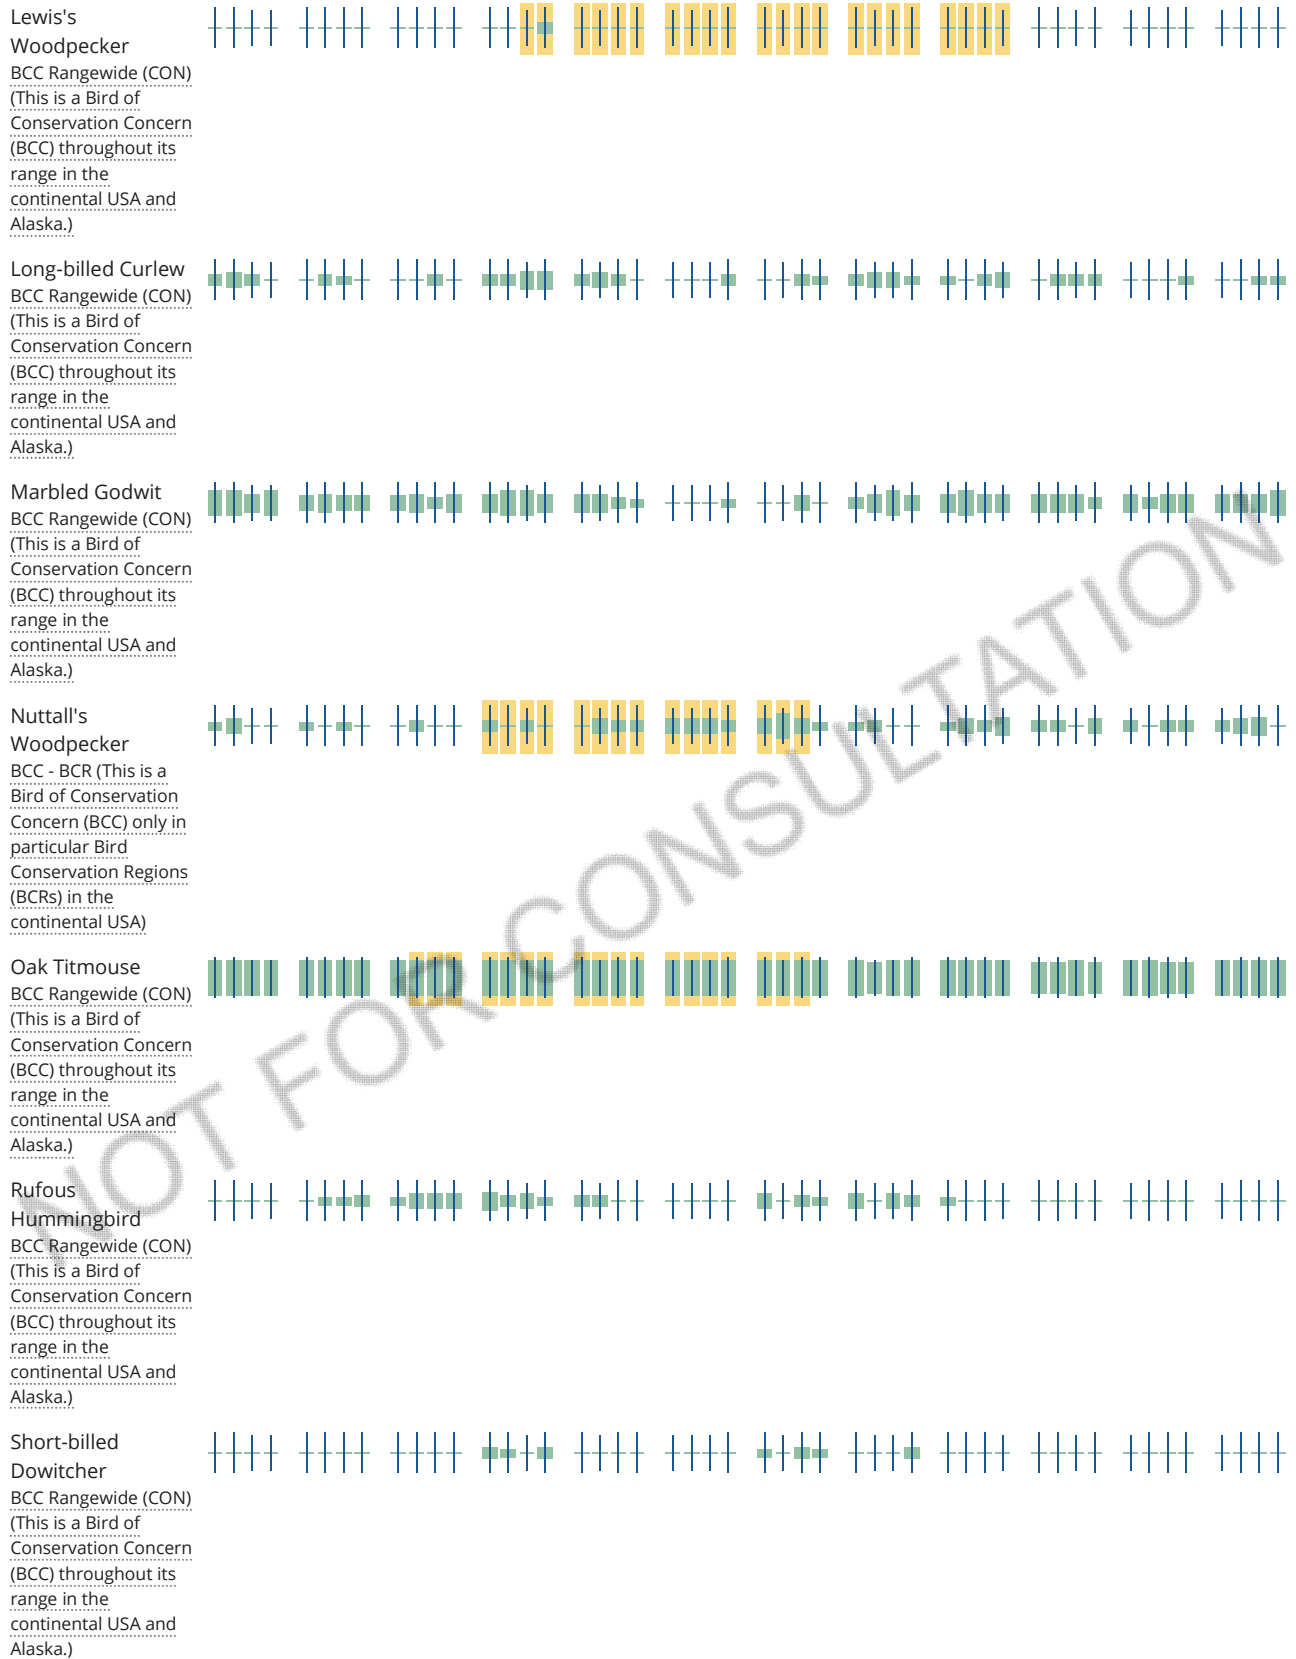 Lewis's
Woodpecker
BCC Rangewide (CON)
(This is a Bird of
Conservation Concern
(BCC) throughout its
range in the
continental USA and
Alaska.)
Long-billed Curlew
BCC Rangewide (CON)
(This is a Bird of
Conservation Concern
(BCC) throughout its
range in the
continental USA and
Alaska.)
Marbled Godwit
BCC Rangewide (CON)
(This is a Bird of
Conservation Concern
(BCC) throughout its
range in the
continental USA and
Alaska.)
Nuttall's
Woodpecker
BCC - BCR (This is a
Bird of Conservation
Concern (BCC) only in
particular Bird
Conservation Regions
(BCRs) in the
continental USA)
Oak Titmouse
BCC Rangewide (CON)
(This is a Bird of
Conservation Concern
(BCC) throughout its
range in the
continental USA and
Alaska.)
Rufous
Hummingbird
BCC Rangewide (CON)
(This is a Bird of
Conservation Concern
(BCC) throughout its
range in the
continental USA and
Alaska.)
Short-billed
Dowitcher
BCC Rangewide (CON)
(This is a Bird of
Conservation Concern
(BCC) throughout its
range in the
continental USA and
Alaska.)
NOT FOR CONSULTATION